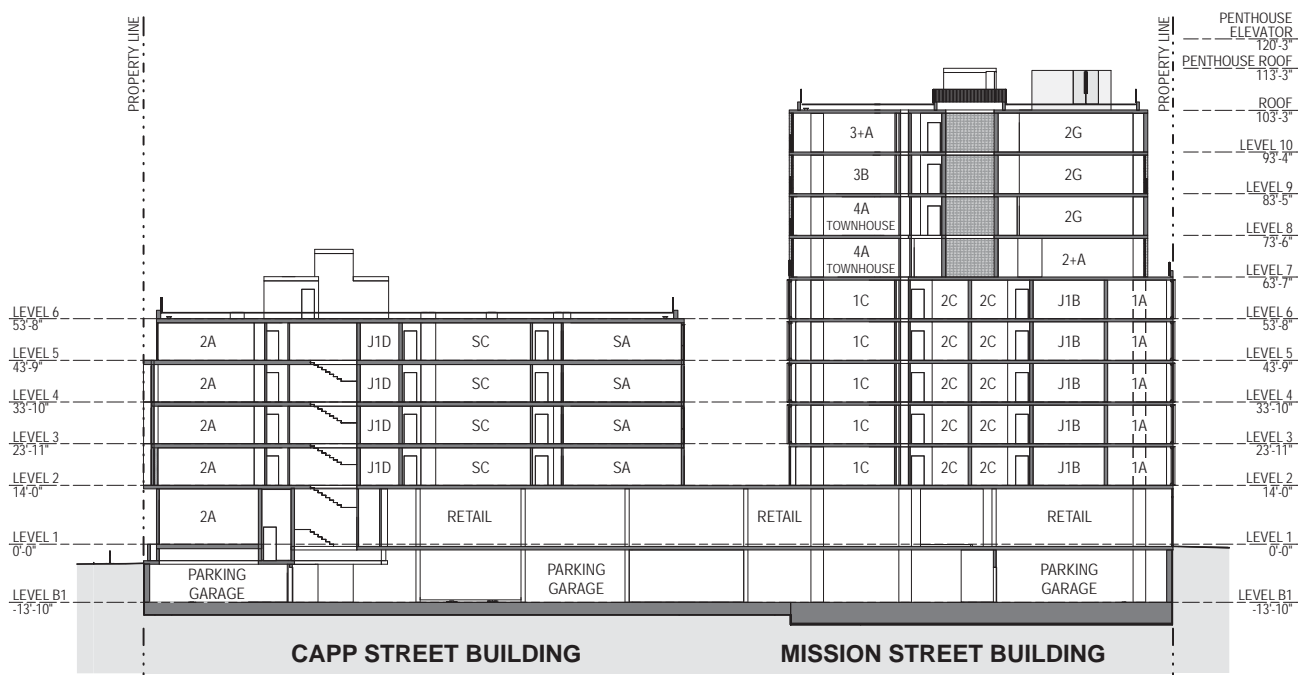 PROPERTY LINE
PROPERTY LINE
PENTHOUSE
ELEVATOR
120'-3"
PENTHOUSE ROOF
113'-3"
ROOF
103'-3"
LEVEL 10
93'-4"
LEVEL 9
83'-5"
LEVEL 8
73'-6"
LEVEL 7
63'-7"
LEVEL 6
53'-8"
LEVEL 5
43'-9"
LEVEL 4
33'-10"
LEVEL 3
23'-11"
LEVEL 2
14'-0"
LEVEL 1
0'-0"
LEVEL B1
-13'-10"
LEVEL 6
53'-8"
LEVEL 5
43'-9"
LEVEL 4
33'-10"
LEVEL 3
23'-11"
LEVEL 2
14'-0"
LEVEL 1
0'-0"
LEVEL B1
-13'-10"
3+A 2G
3B 2G
4A
TOWNHOUSE
2G
4A
TOWNHOUSE
2+A
1C 2C 2C J1B 1A
2A J1D SC SA 1C 2C 2C J1B 1A
2A J1D SC SA 1C 2C 2C J1B 1A
2A J1D SC SA 1C 2C 2C J1B 1A
2A J1D SC SA 1C 2C 2C J1B 1A
2A RETAIL RETAIL RETAIL
PARKING
GARAGE
PARKING
GARAGE
PARKING
GARAGE
CAPP STREET BUILDING
MISSION STREET BUILDING